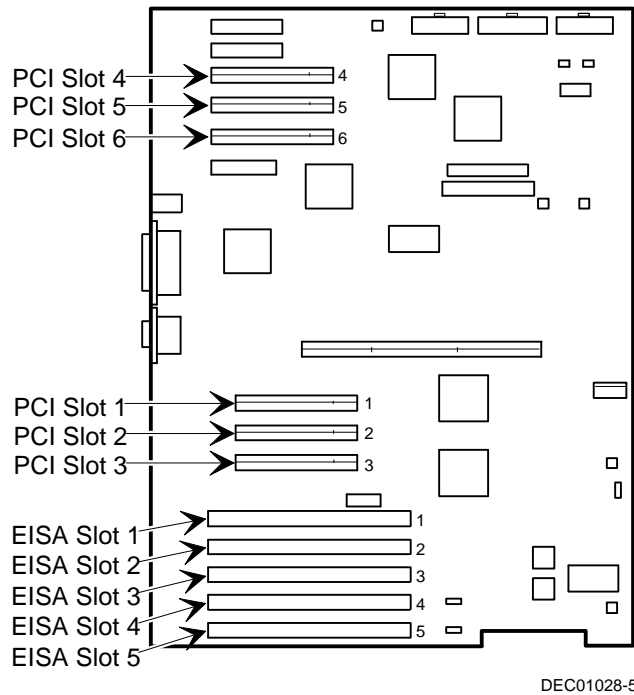 PCI Slot 4 4
PCI Slot 5 5
PCI Slot 6 6
PCI Slot 1 1
PCI Slot 2 2
PCI Slot 3 3
EISA Slot 1 1
EISA Slot 2 2
EISA Slot 3 3
EISA Slot 4 4
EISA Slot 5 5
DEC01028-5